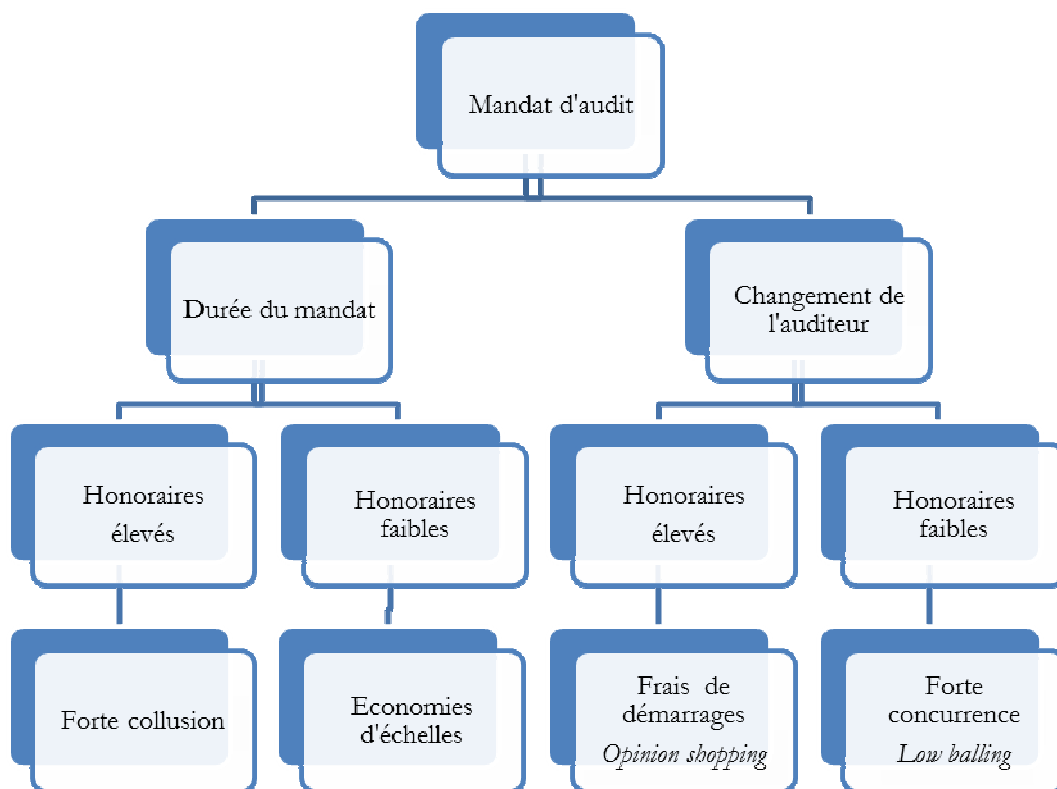 Mandat d'audit
Durée du mandat
Changement de
l'auditeur
Honoraires
élevés
Honoraires
faibles
Honoraires
élevés
Honoraires
faibles
Forte collusion
Economies
d'échelles
Frais de
démarrages
Opinion shopping
Forte
concurrence
Low balling